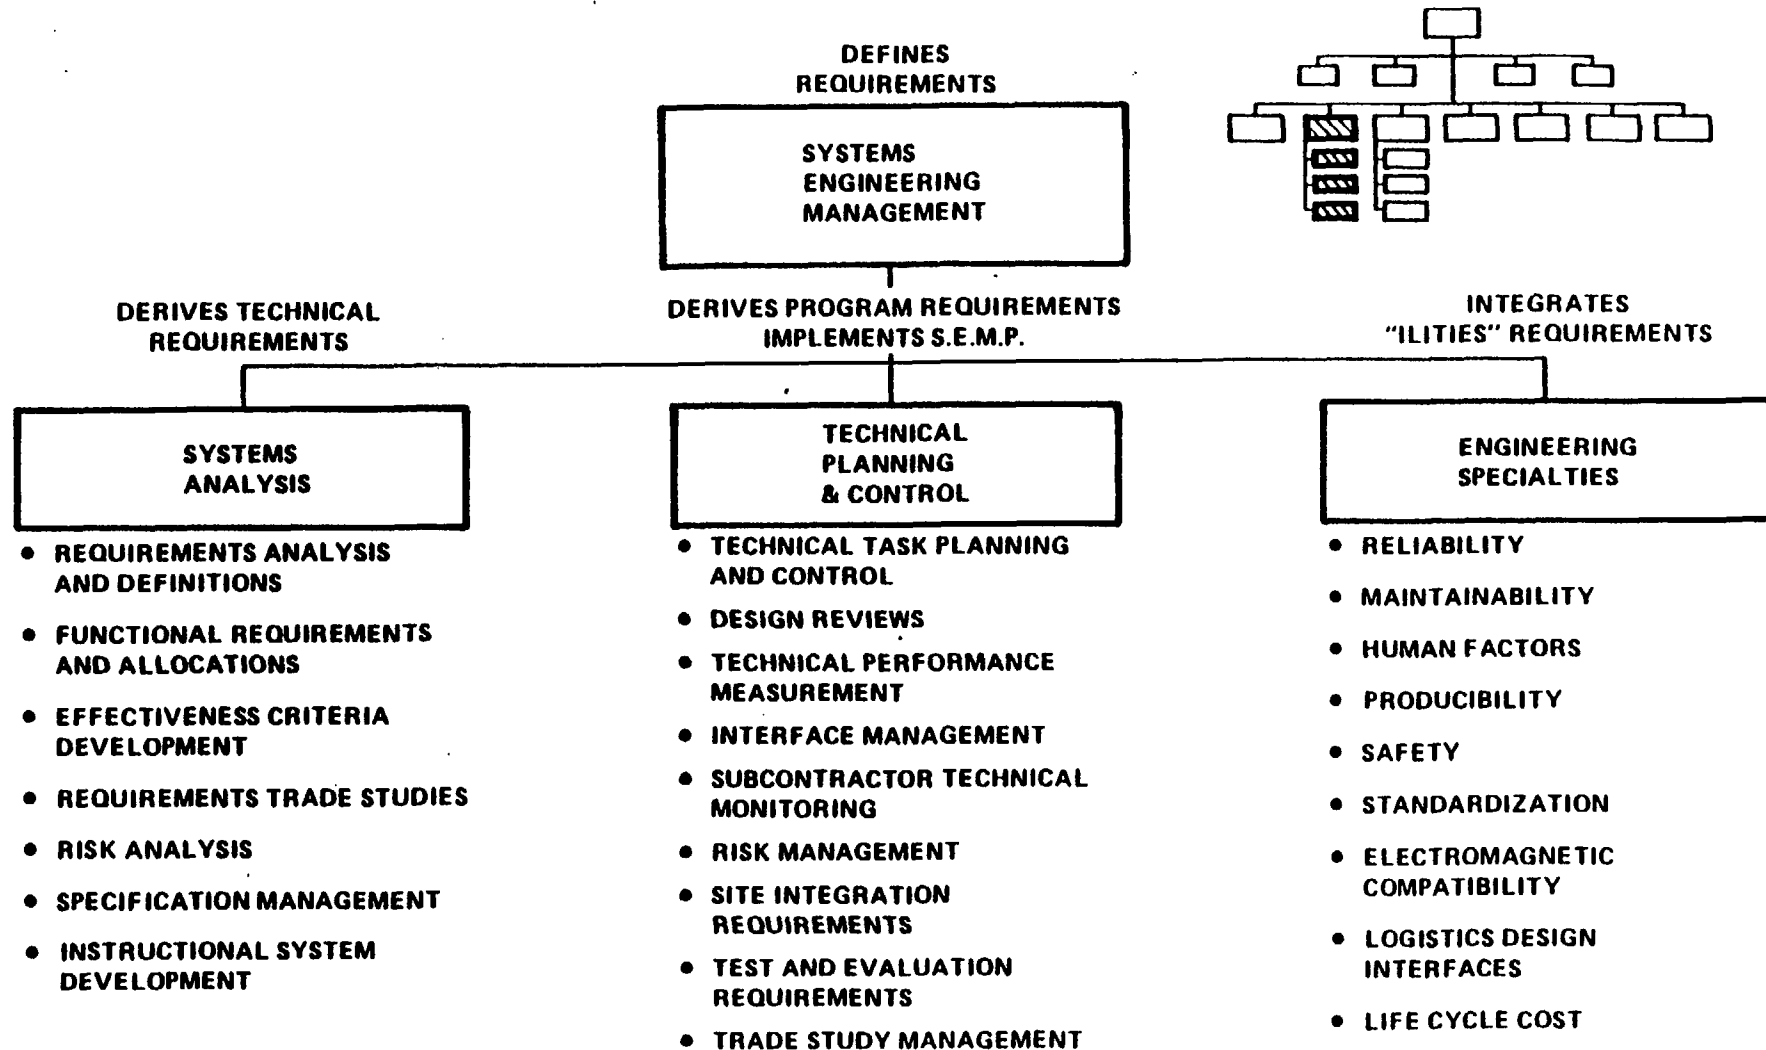 DEFINES
REQUIREMENTS
SYSTEMS
ENGINEERING
MANAGEMENT
DERIVES TECHNICAL
REQUIREMENTS
DERIVES PROGRAM REQUIREMENTS
IMPLEMENTS S.E.M.P.
INTEGRATES
"ILITIES" REQUIREMENTS
SYSTEMS
ANALYSIS
• REQUIREMENTS ANALYSIS
AND DEFINITIONS
• FUNCTIONAL REQUIREMENTS
AND ALLOCATIONS
• EFFECTIVENESS CRITERIA
DEVELOPMENT
• REQUIREMENTS TRADE STUDIES
• RISK ANALYSIS
• SPECIFICATION MANAGEMENT
• INSTRUCTIONAL SYSTEM
DEVELOPMENT
TECHNICAL
PLANNING
& CONTROL
• TECHNICAL TASK PLANNING
AND CONTROL
• DESIGN REVIEWS
• TECHNICAL PERFORMANCE
MEASUREMENT
• INTERFACE MANAGEMENT
• SUBCONTRACTOR TECHNICAL
MONITORING
• RISK MANAGEMENT
• SITE INTEGRATION
REQUIREMENTS
• TEST AND EVALUATION
REQUIREMENTS
• TRADE STUDY MANAGEMENT
ENGINEERING
SPECIALTIES
• RELIABILITY
• MAINTAINABILITY
• HUMAN FACTORS
• PRODUCIBILITY
• SAFETY
• STANDARDIZATION
• ELECTROMAGNETIC
COMPATIBILITY
• LOGISTICS DESIGN
INTERFACES
• LIFE CYCLE COST